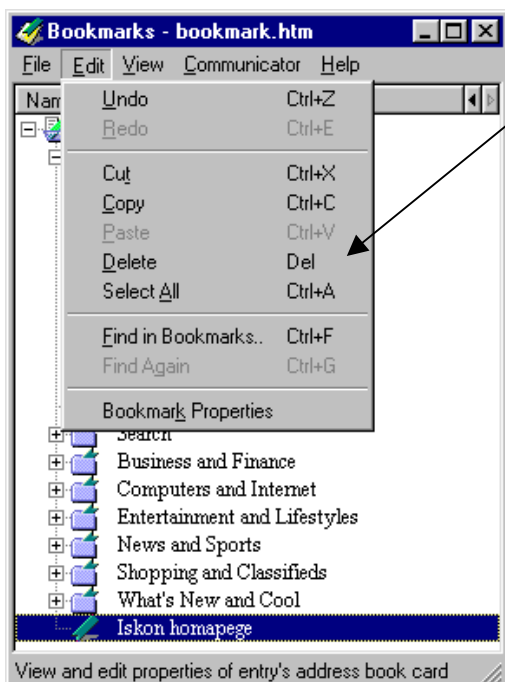 Bookmarks - bookmark.htm
File Edit View Communicator Help
Nam
Undo Ctrl+Z
Redo Ctrl+E
Cut Ctrl+X
Copy Ctrl+C
Paste Ctrl+V
Delete Del
Select All Ctrl+A
Find in Bookmarks.. Ctrl+F
Find Again Ctrl+G
Bookmark Properties
Search
Business and Finance
Computers and Internet
Entertainment and Lifestyles
News and Sports
Shopping and Classifieds
What's New and Cool
Iskon homapege
View and edit properties of entry's address book card